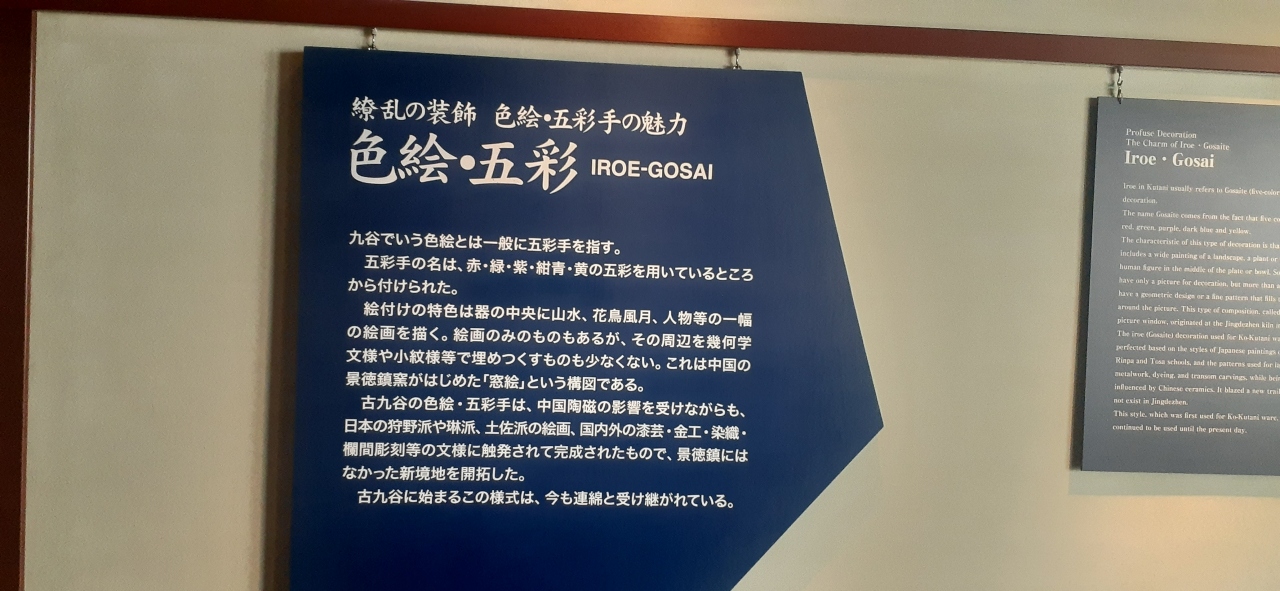 繚乱の装飾 色絵・五彩手の魅力
色絵・五彩 IROE-GOSAI
九谷でいう色絵とは一般に五彩手を指す。
五彩手の名は、赤・緑・紫・紺青・黄の五彩を用いているところ
から付けられた。
絵付けの特色は器の中央に山水、花鳥風月、人物等の一幅
の絵画を描く。絵画のみのものもあるが、その周辺を幾何学
文様や小紋様等で埋めつくすものも少なくない。これは中国の
景徳鎮窯がはじめた「窓絵」という構図である。
古九谷の色絵・五彩手は、中国陶磁の影響を受けながらも、
日本の狩野派や琳派、土佐派の絵画、国内外の漆芸・金工・染織・
欄間彫刻等の文様に触発されて完成されたもので、景徳鎮には
なかった新境地を開拓した。
古九谷に始まるこの様式は、今も連綿と受け継がれている。
Profuse Decoration
The Charm of Iroe・Gosaite
Iroe・Gosai
Iroe in Kutani usually refers to Gosaite (five-color
decoration.
The name Gosaite comes from the fact that five co
red, green, purple, dark blue and yellow.
The characteristic of this type of decoration is tha
includes a wide painting of a landscape, a plant or
human figure in the middle of the plate or bowl. So
have only a picture for decoration, but more than a
have a geometric design or a fine pattern that fills
around the picture. This type of composition, called
picture window, originated at the Jingdezhen kiln in
The iroe (Gosaite) decoration used for Ko-Kutani wa
perfected based on the styles of Japanese paintings o
Rinpa and Tosa schools, and the patterns used for la
metalwork, dyeing, and transom carvings, while bein
influenced by Chinese ceramics. It blazed a new trail
not exist in Jingdezhen.
This style, which was first used for Ko-Kutani ware,
continued to be used until the present day.